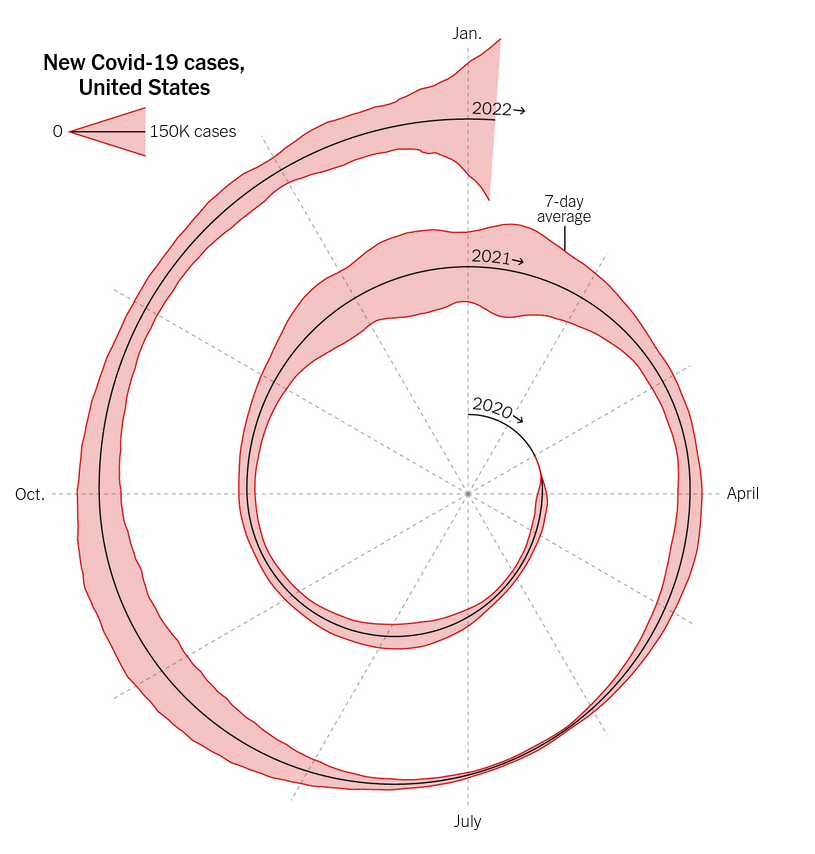 Jan.
New Covid-19 cases,
United States
0
150K cases
2022→
7-day
average
2021→
2020→
Oct.
April
July